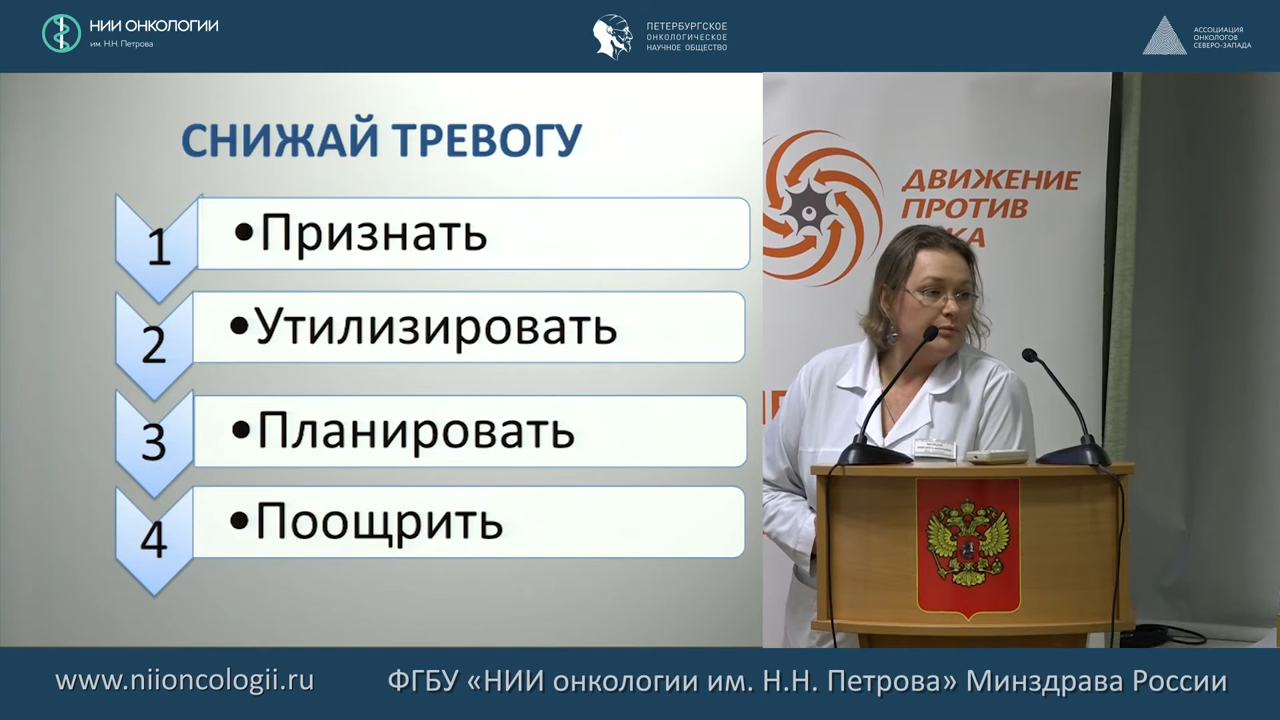 НИИ ОНКОЛОГИИ
им. Н.Н. Петрова
ПЕТЕРБУРГСКОЕ
ОНКОЛОГИЧЕСКОЕ
НАУЧНОЕ ОБЩЕСТВО
АССОЦИАЦИЯ
ОНКОЛОГОВ
СЕВЕРО-ЗАПАДА
СНИЖАЙ ТРЕВОГУ
1 •Признать
2 •Утилизировать
3 •Планировать
4 •Поощрить
ДВИЖЕНИЕ
ПРОТИВ
www.niioncologii.ru
ФГБУ «НИИ онкологии им. Н.Н. Петрова» Минздрава России